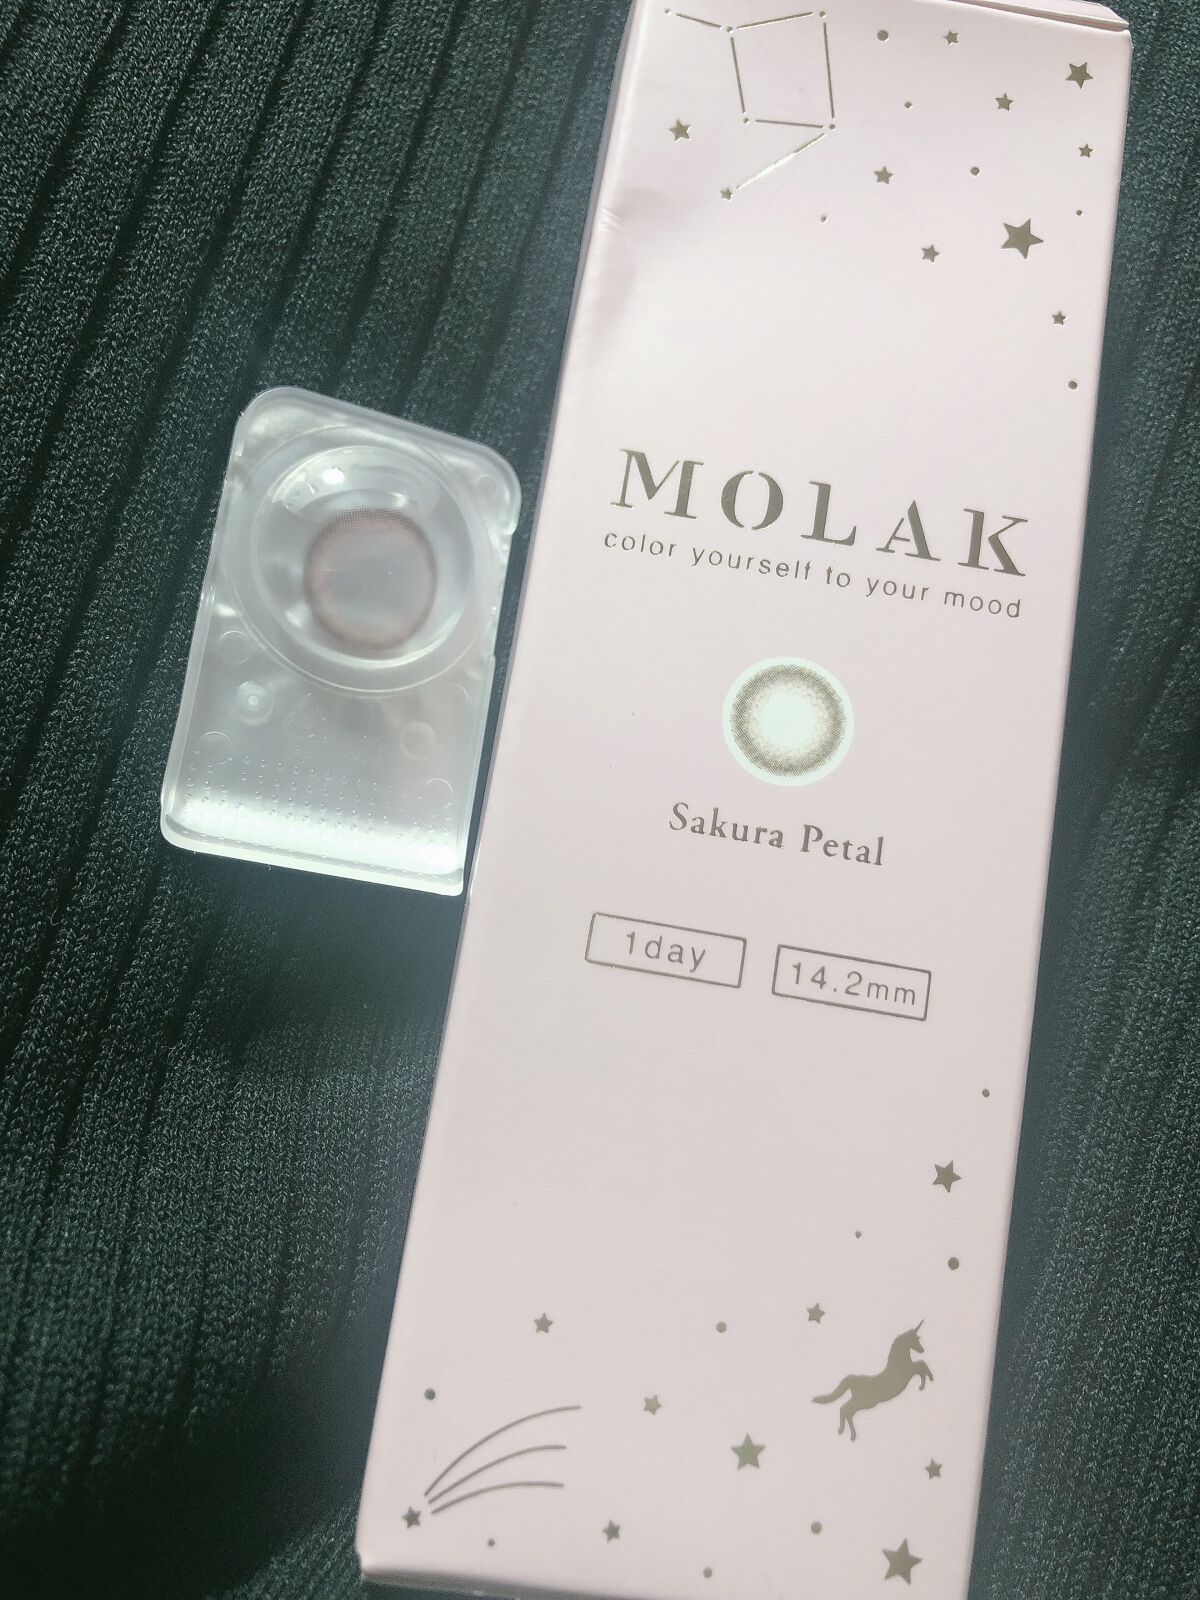 MOLAK
color yourself to your mood
Sakura Petal
1day
14.2mm